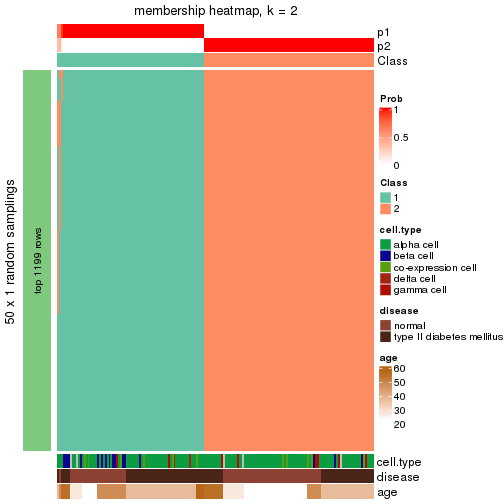 membership heatmap, k = 2
p1
p2
Class
50 x 1 random samplings
top 1199 rows
Prob
1
0.5
0
Class
1
2
cell.type
alpha cell
beta cell
co-expression cell
delta cell
gamma cell
disease
normal
type II diabetes mellitus
age
60
50
40
30
20
cell.type
disease
age